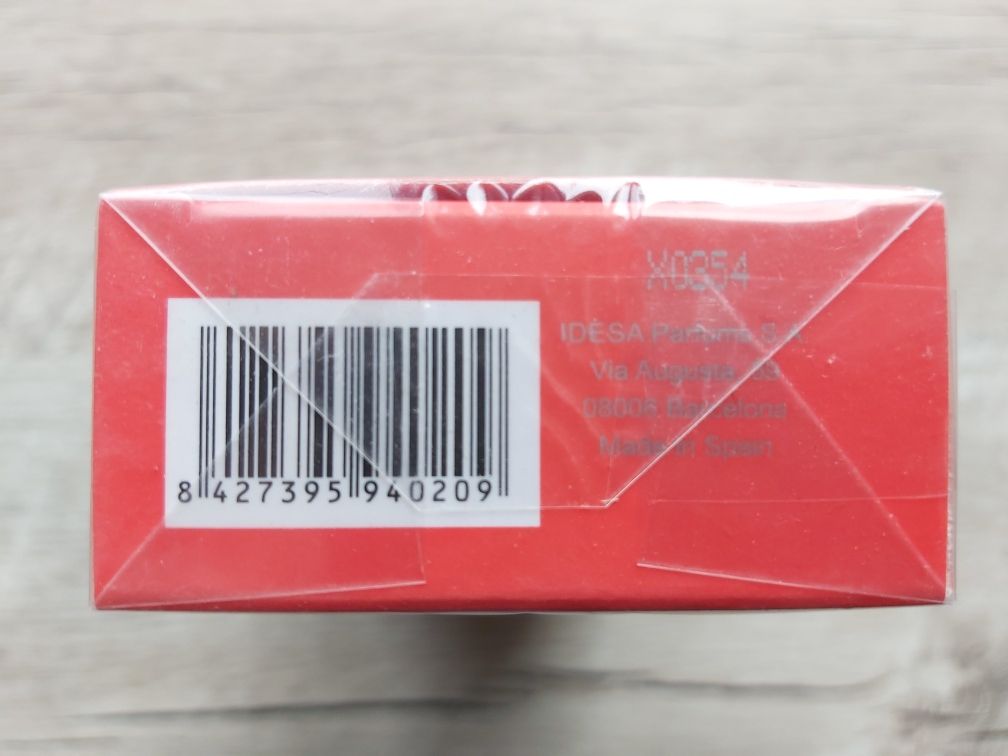 X0354
IDESA Parfums S.A.
Via Augusta, 59
08006 Barcelona
Made in Spain
8 427395 940209